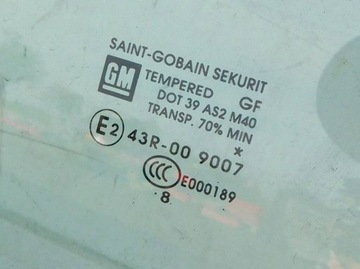 SAINT-GOBAIN SEKURIT
GM TEMPERED GF
DOT 39 AS2 M40
TRANSP. 70% MIN
E2 43R-00 9007 *
CCC E000189
8